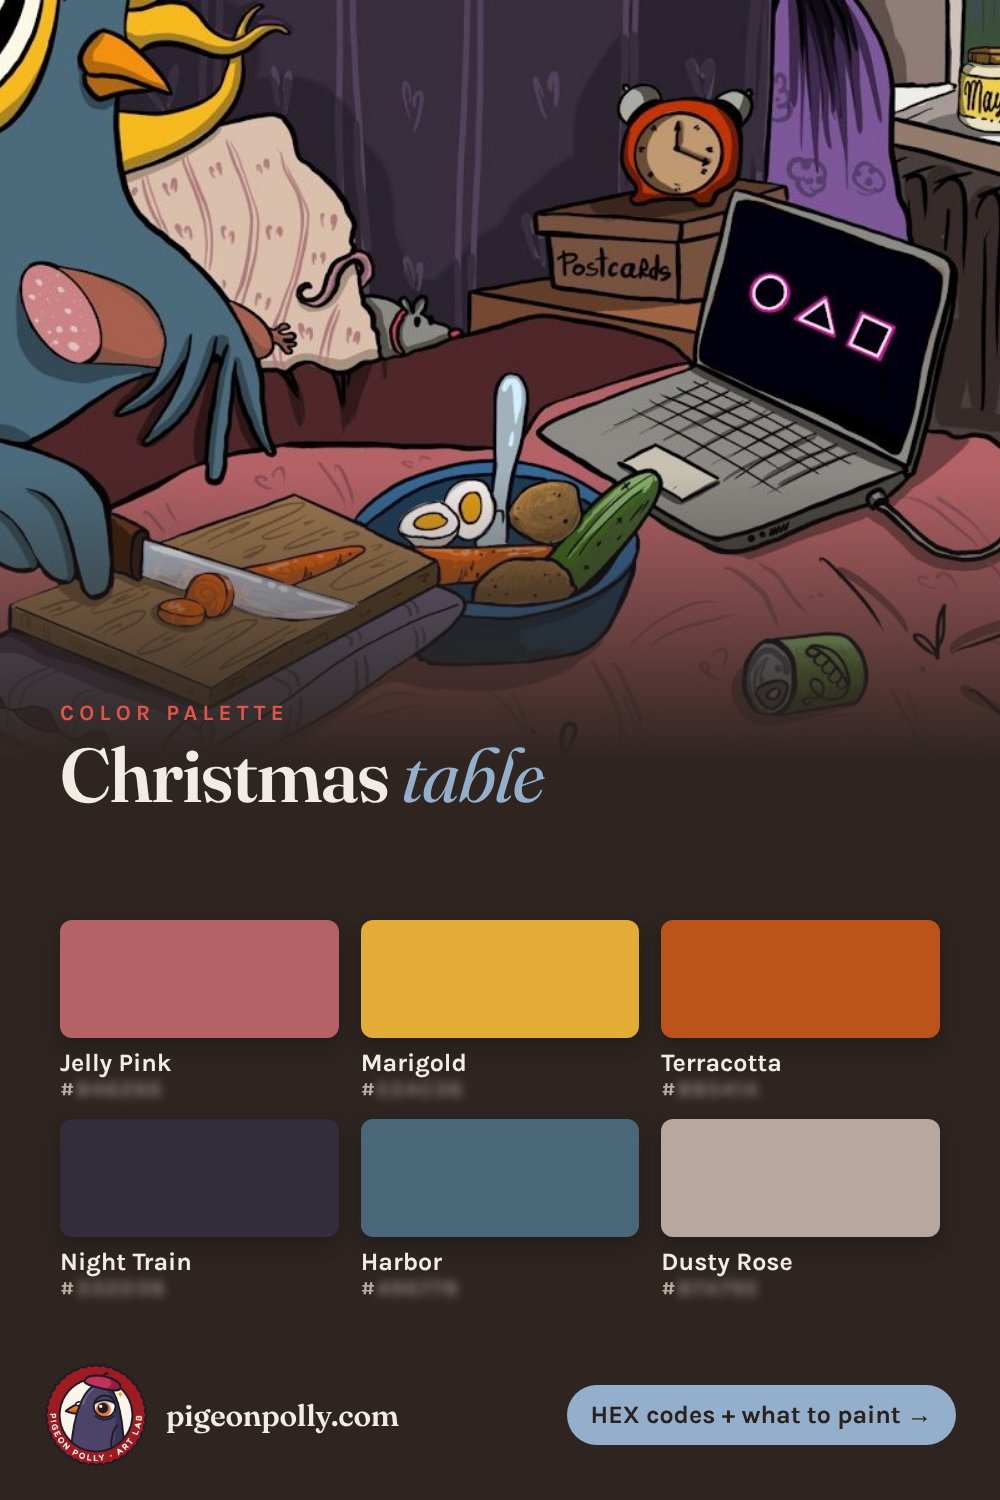 May
Postcards
COLOR PALETTE
Christmas table
Jelly Pink
Marigold
Terracotta
#
#
#
Night Train
Harbor
Dusty Rose
#
#
#
PIGEON POLLY · ART LAB
pigeonpolly.com
HEX codes + what to paint →